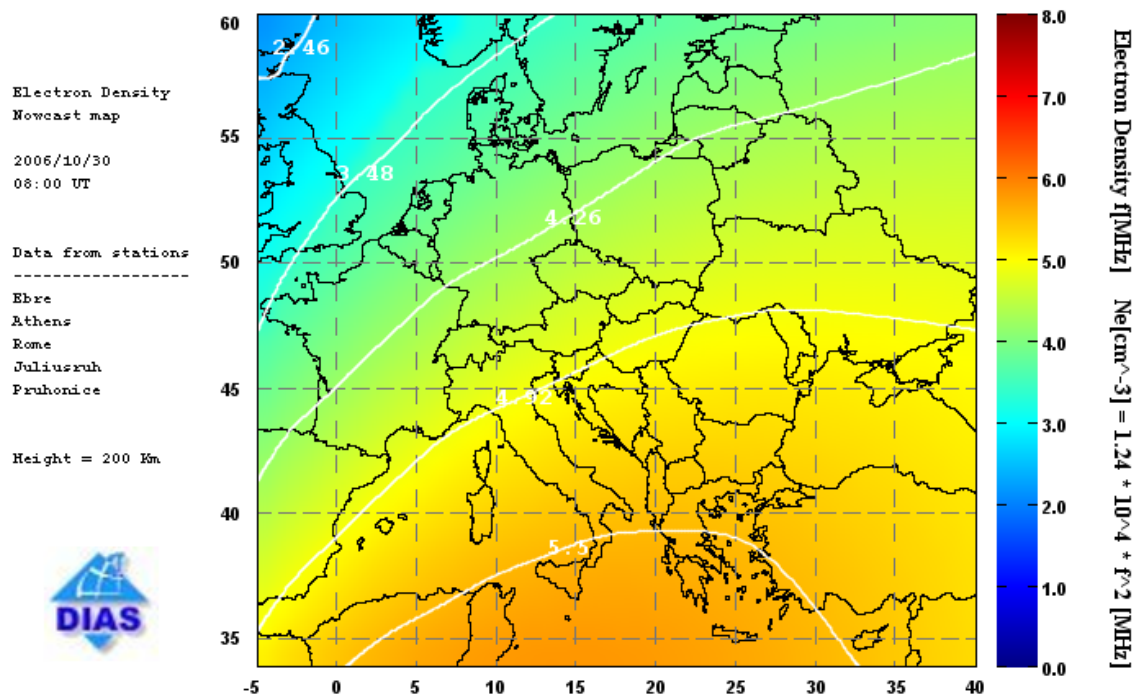 Electron Density
Nowcast map
2006/10/30
08:00 UT
Data from stations
------------------
Ebre
Athens
Rome
Juliusruh
Pruhonice
Height = 200 Km
DIAS
60
55
50
45
40
35
-5 0 5 10 15 20 25 30 35 40
2.46
3.48
4.26
4.92
5.5
8.0
7.0
6.0
5.0
4.0
3.0
2.0
1.0
0.0
Electron Density f[MHz] Ne[cm^-3] = 1.24 * 10^4 * f^2 [MHz]